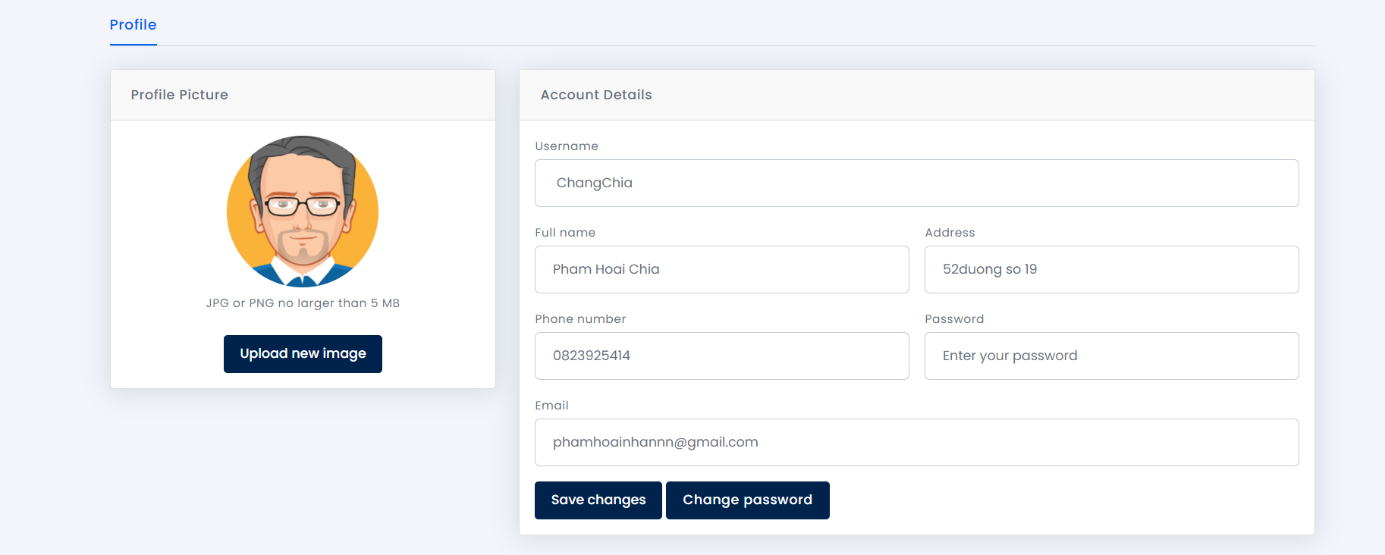 Profile
Profile Picture
JPG or PNG no larger than 5 MB
Upload new image
Account Details
Username
ChangChia
Full name
Address
Pham Hoai Chia
52duong so 19
Phone number
Password
0823925414
Enter your password
Email
phamhoainhannn@gmail.com
Save changes
Change password